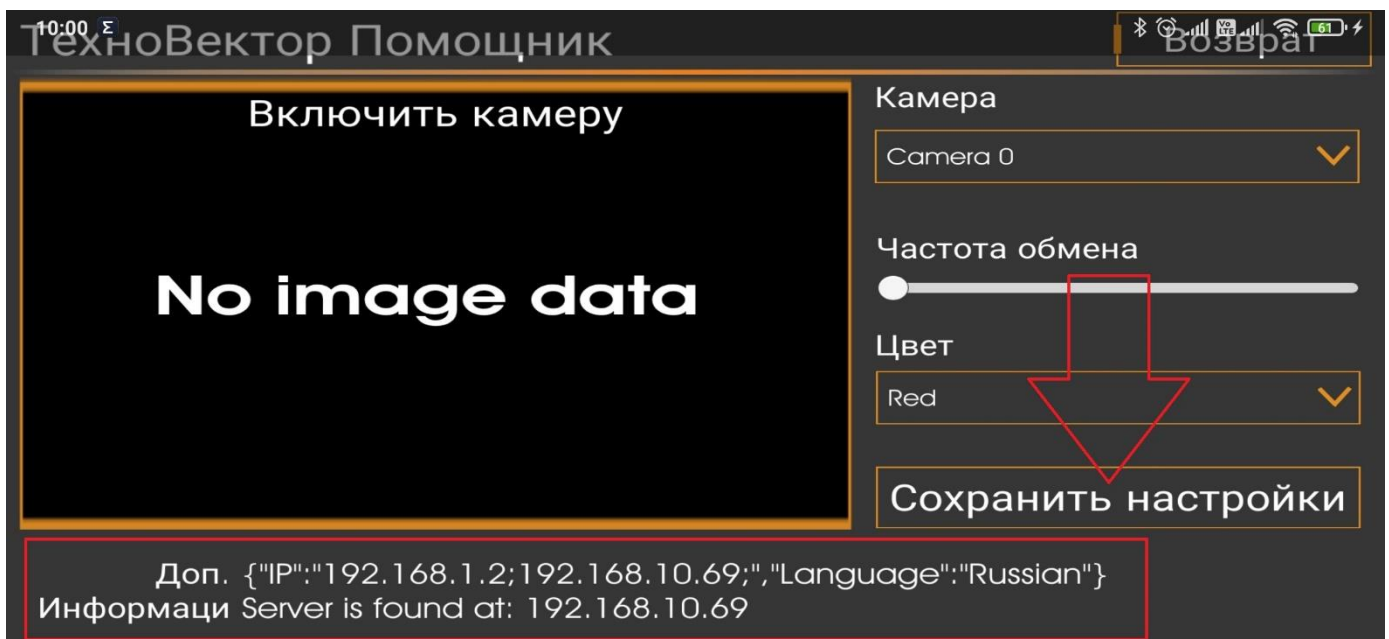 10:00 Σ
61
ТехноВектор Помощник
Возврат
Включить камеру
No image data
Камера
Camera 0
Частота обмена
Цвет
Red
Сохранить настройки
Доп. {"IP":"192.168.1.2;192.168.10.69;","Language":"Russian"}
Информаци Server is found at: 192.168.10.69